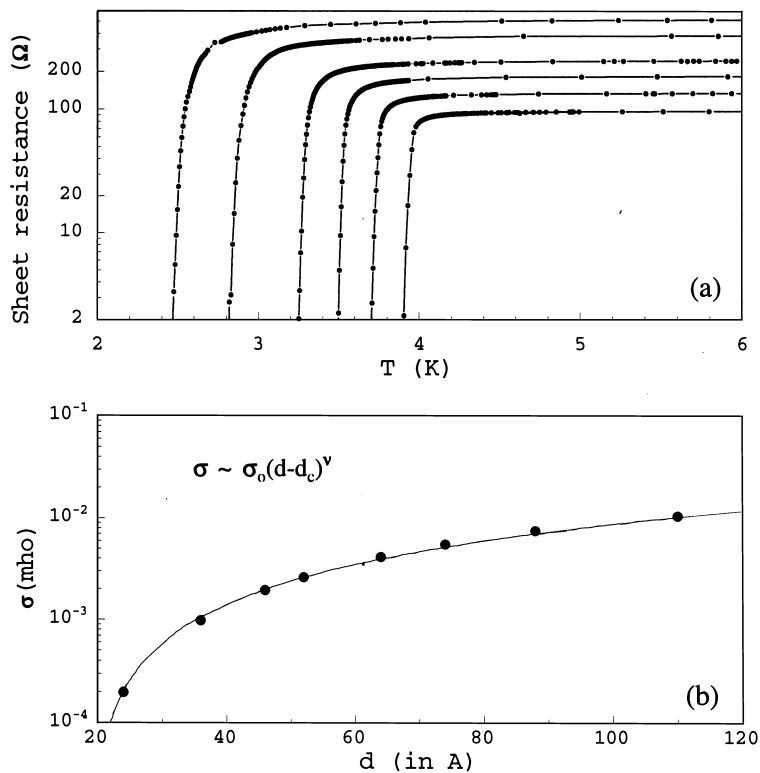 Sheet resistance (Ω)
200
100
20
10
2
(a)
2 3 4 5 6
T (K)
σ(mho)
10⁻¹
σ ~ σₒ(d-d꜀)ᵛ
10⁻²
10⁻³
(b)
10⁻⁴
20 40 60 80 100 120
d (in A)